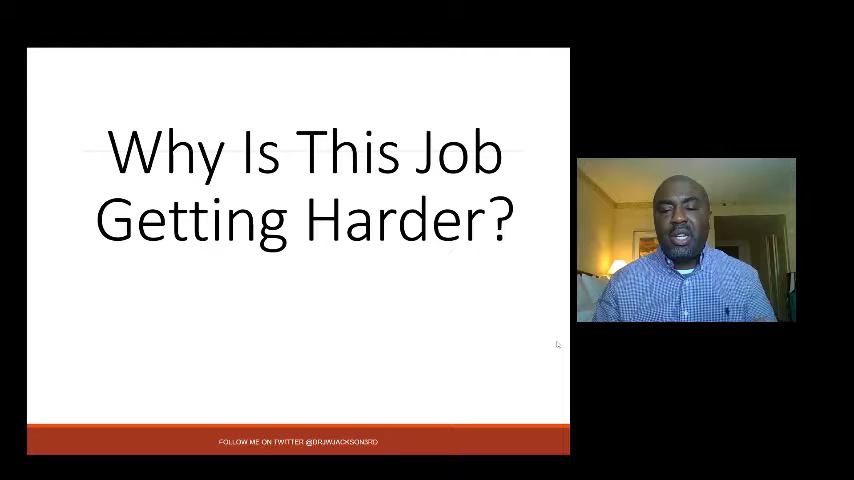 Why Is This Job
Getting Harder?
FOLLOW ME ON TWITTER @DRJWJACKSON3RD